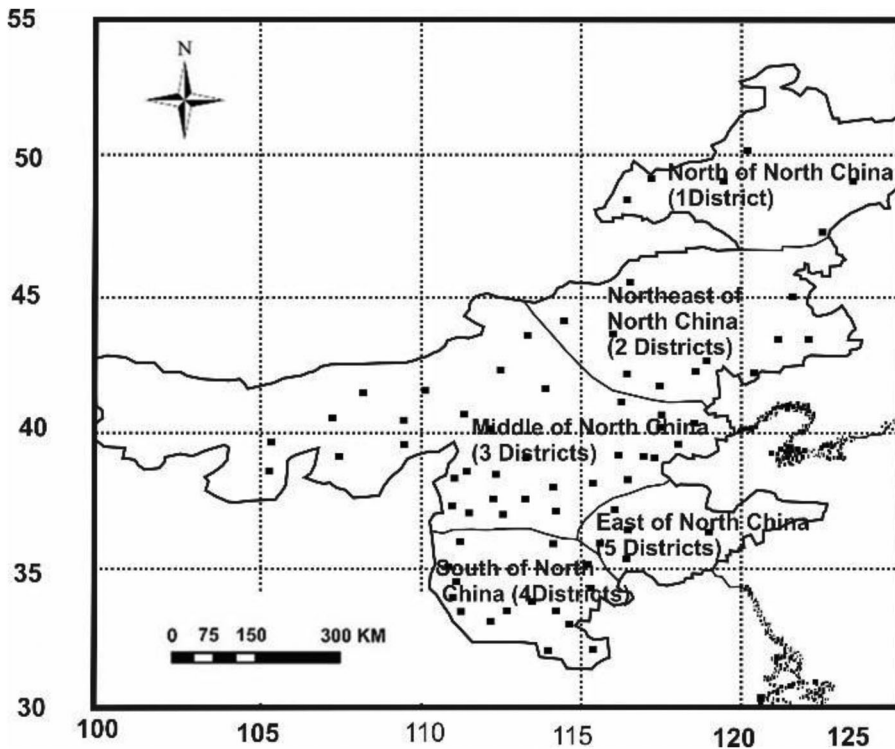 55
N
50
North of North China
(1District)
45
Northeast of
North China
(2 Districts)
40
Middle of North China
(3 Districts)
East of North China
(5 Districts)
35
South of North
China (4Districts)
0 75 150 300 KM
30
100 105 110 115 120 125